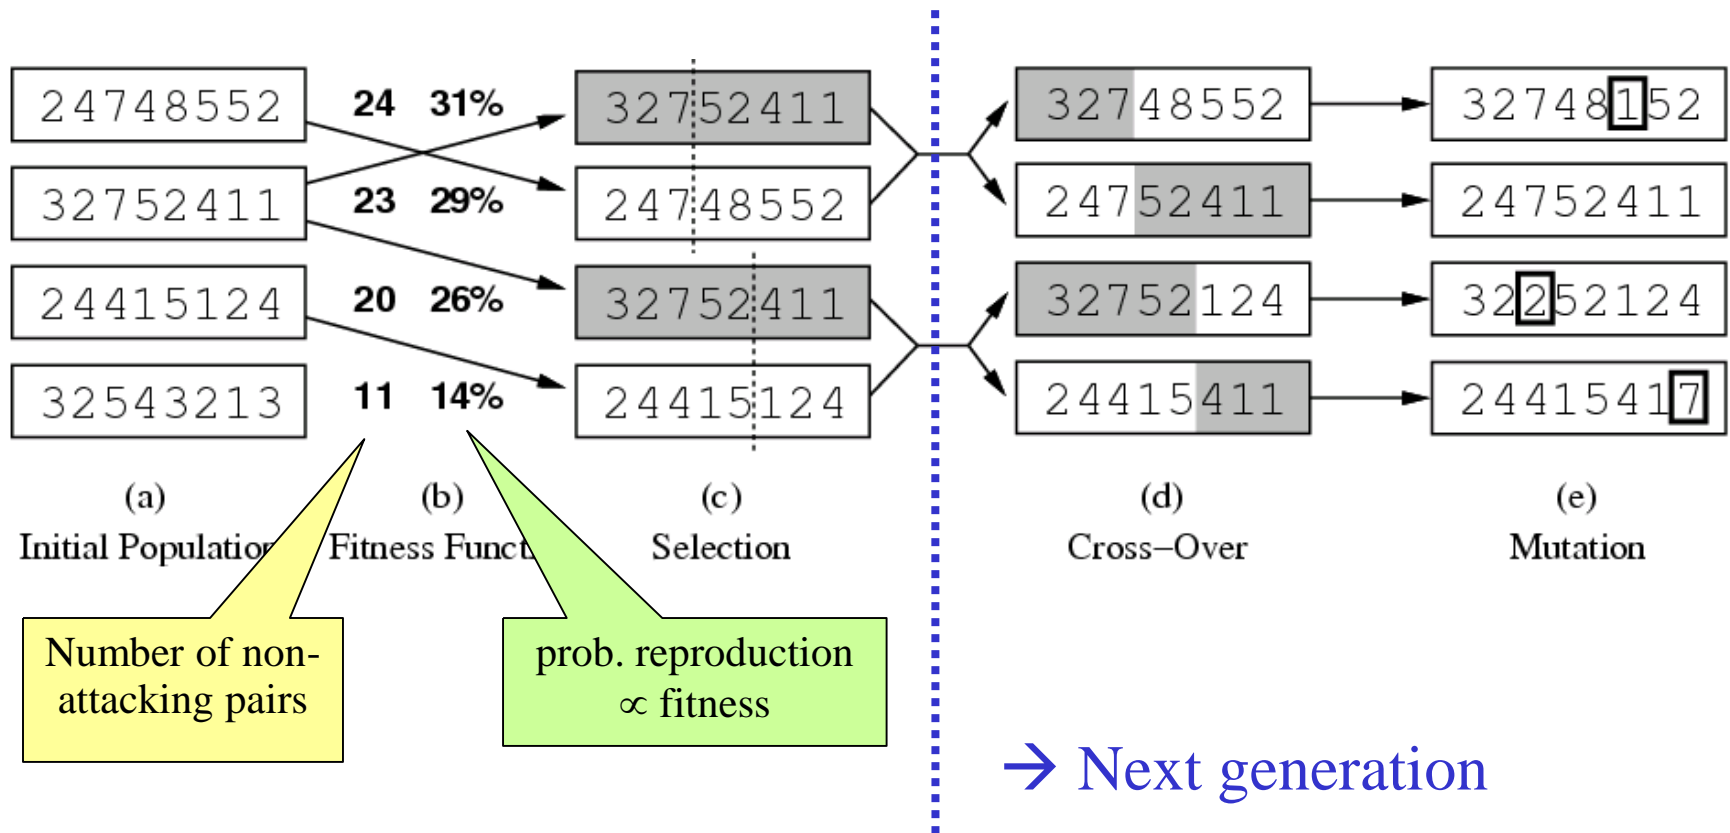 24748552
32752411
24415124
32543213
(a)
Initial Population
24 31%
23 29%
20 26%
11 14%
(b)
Fitness Funct
32752411
24748552
32752411
24415124
(c)
Selection
32748552
24752411
32752124
24415411
(d)
Cross–Over
32748152
24752411
32252124
24415417
(e)
Mutation
Number of non-
attacking pairs
prob. reproduction
∝ fitness
→ Next generation